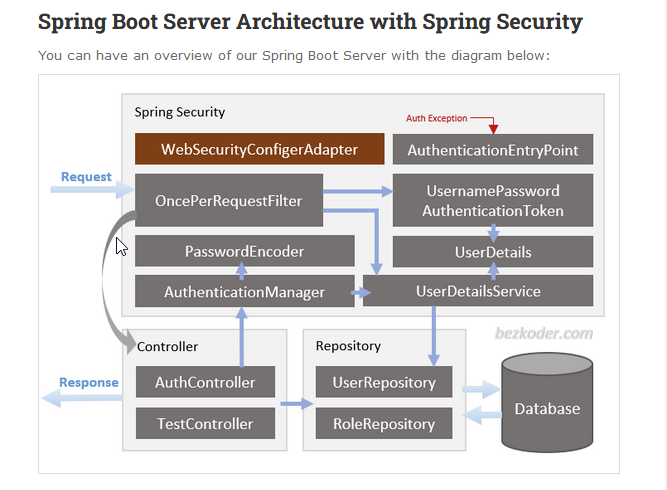 Spring Boot Server Architecture with Spring Security
You can have an overview of our Spring Boot Server with the diagram below:
Spring Security
Auth Exception
WebSecurityConfigerAdapter
AuthenticationEntryPoint
Request
OncePerRequestFilter
UsernamePassword
AuthenticationToken
PasswordEncoder
UserDetails
AuthenticationManager
UserDetailsService
bezkoder.com
Controller
Repository
Response
AuthController
UserRepository
Database
TestController
RoleRepository